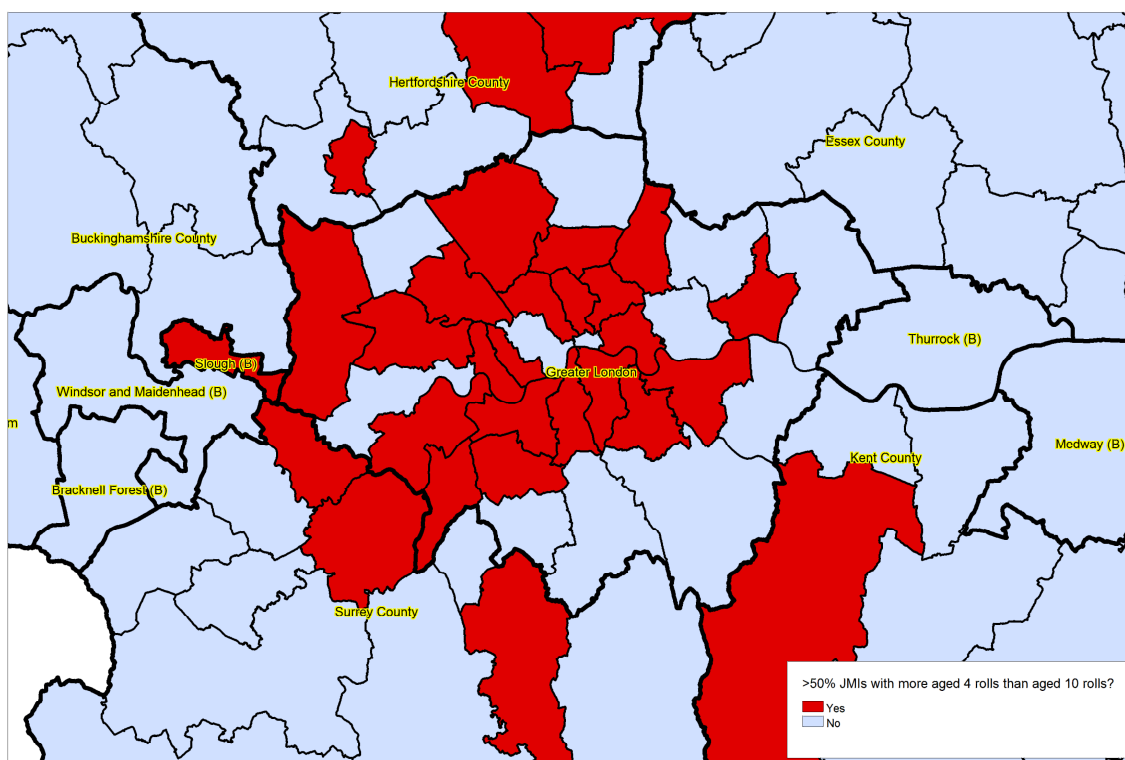 Hertfordshire County
Essex County
Buckinghamshire County
Thurrock (B)
Slough (B)
Greater London
Windsor and Maidenhead (B)
m
Medway (B)
Kent County
Bracknell Forest (B)
Surrey County
>50% JMIs with more aged 4 rolls than aged 10 rolls?
Yes
No